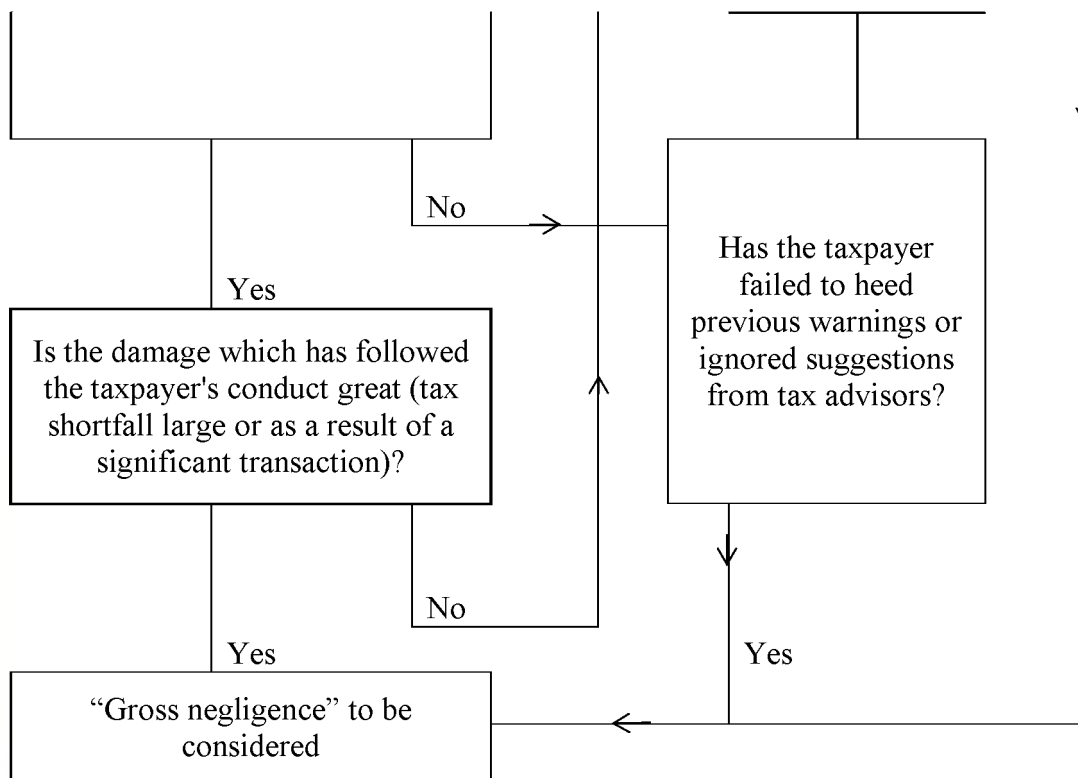 No
Has the taxpayer
failed to heed
previous warnings or
ignored suggestions
from tax advisors?
Yes
Is the damage which has followed
the taxpayer's conduct great (tax
shortfall large or as a result of a
significant transaction)?
No
Yes
Yes
“Gross negligence” to be
considered